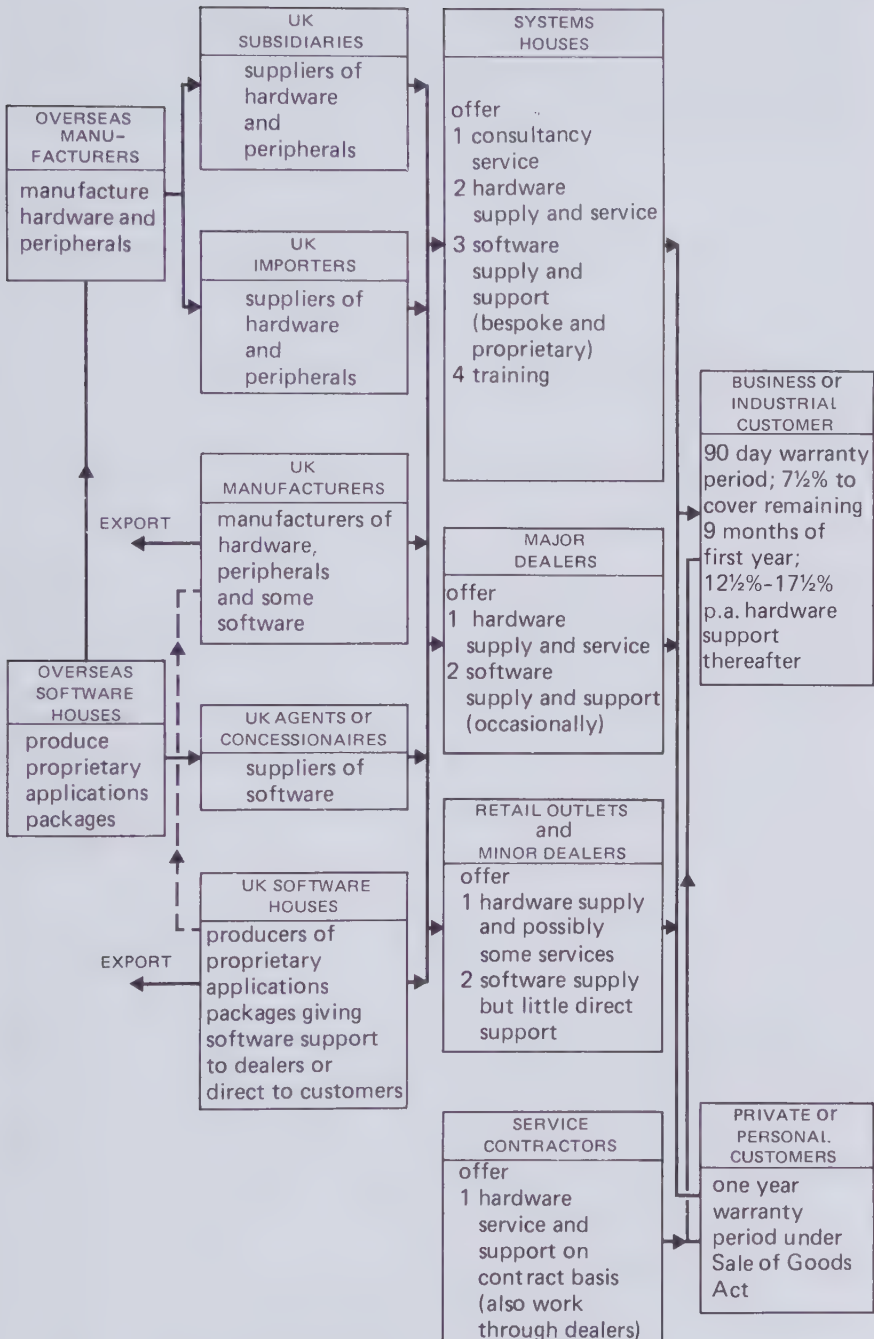 UK
SUBSIDIARIES
suppliers of
hardware
and
peripherals
SYSTEMS
HOUSES
offer
1 consultancy
service
2 hardware
supply and service
3 software
supply and
support
(bespoke and
proprietary)
4 training
OVERSEAS
MANU-
FACTURERS
manufacture
hardware and
peripherals
UK
IMPORTERS
suppliers of
hardware
and
peripherals
BUSINESS or
INDUSTRIAL
CUSTOMER
90 day warranty
period; 7½% to
cover remaining
9 months of
first year;
12½%-17½%
p.a. hardware
support
thereafter
UK
MANUFACTURERS
manufacturers of
hardware,
peripherals
and some
software
EXPORT
MAJOR
DEALERS
offer
1 hardware
supply and service
2 software
supply and support
(occasionally)
OVERSEAS
SOFTWARE
HOUSES
produce
proprietary
applications
packages
UK AGENTS or
CONCESSIONAIRES
suppliers of
software
RETAIL OUTLETS
and
MINOR DEALERS
offer
1 hardware supply
and possibly
some services
2 software supply
but little direct
support
UK SOFTWARE
HOUSES
producers of
proprietary
applications
packages giving
software support
to dealers or
direct to customers
EXPORT
SERVICE
CONTRACTORS
offer
1 hardware
service and
support on
contract basis
(also work
through dealers)
PRIVATE or
PERSONAL
CUSTOMERS
one year
warranty
period under
Sale of Goods
Act